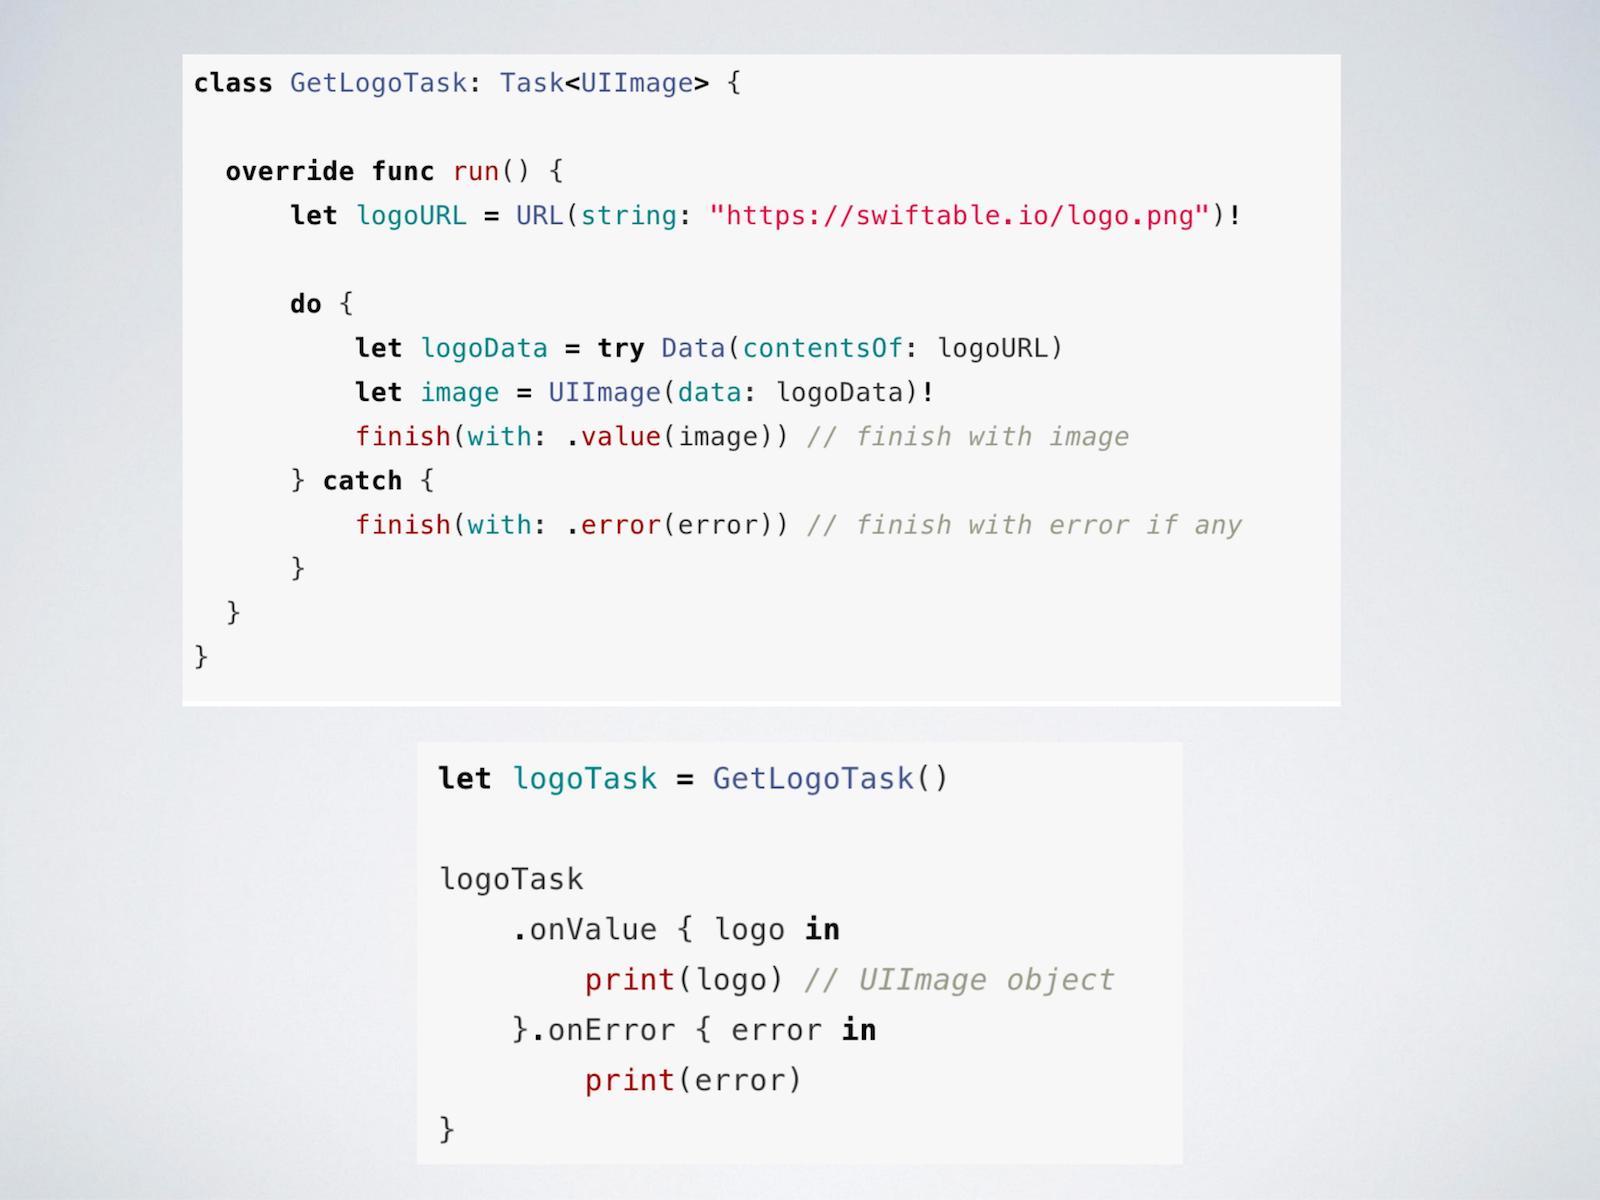 class GetLogoTask: Task<UIImage> {
override func run() {
let logoURL = URL(string: "https://swiftable.io/logo.png")!
do {
let logoData = try Data(contentsOf: logoURL)
let image = UIImage(data: logoData)!
finish(with: .value(image)) // finish with image
} catch {
finish(with: .error(error)) // finish with error if any
}
}
}
let logoTask = GetLogoTask()
logoTask
.onValue { logo in
print(logo) // UIImage object
}.onError { error in
print(error)
}